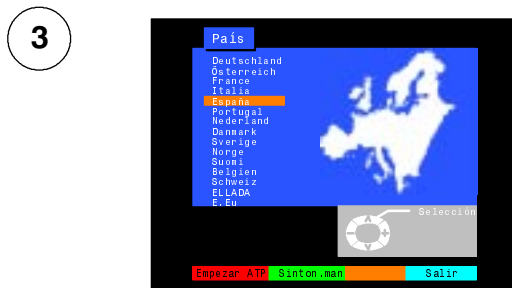 3
País
Deutschland
Österreich
France
Italia
España
Portugal
Nederland
Danmark
Sverige
Norge
Suomi
Belgien
Schweiz
ELLADA
E.Eu
Selección
Empezar ATP Sinton.man Salir